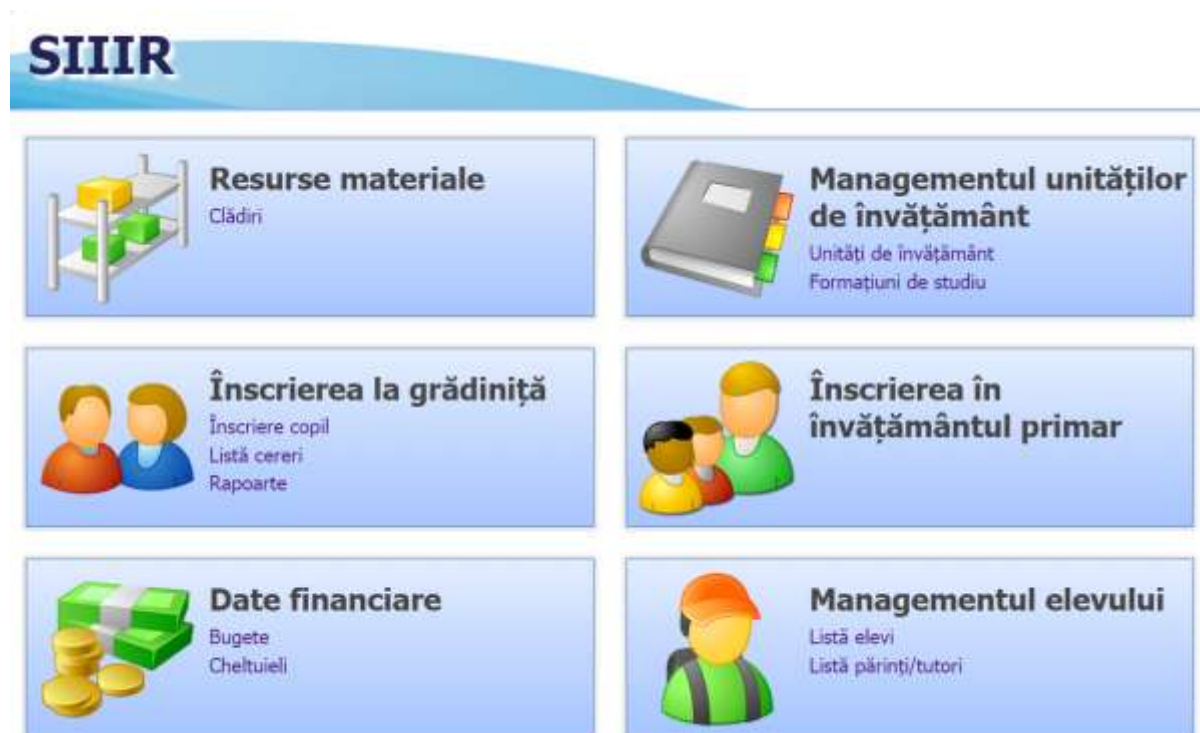 SIIIR
Resurse materiale
Clădiri
Managementul unităților
de învățământ
Unități de învățământ
Formațiuni de studiu
Înscrierea la grădiniță
Înscriere copil
Listă cereri
Rapoarte
Înscrierea în
învățământul primar
Date financiare
Bugete
Cheltuieli
Managementul elevului
Listă elevi
Listă părinți/tutori